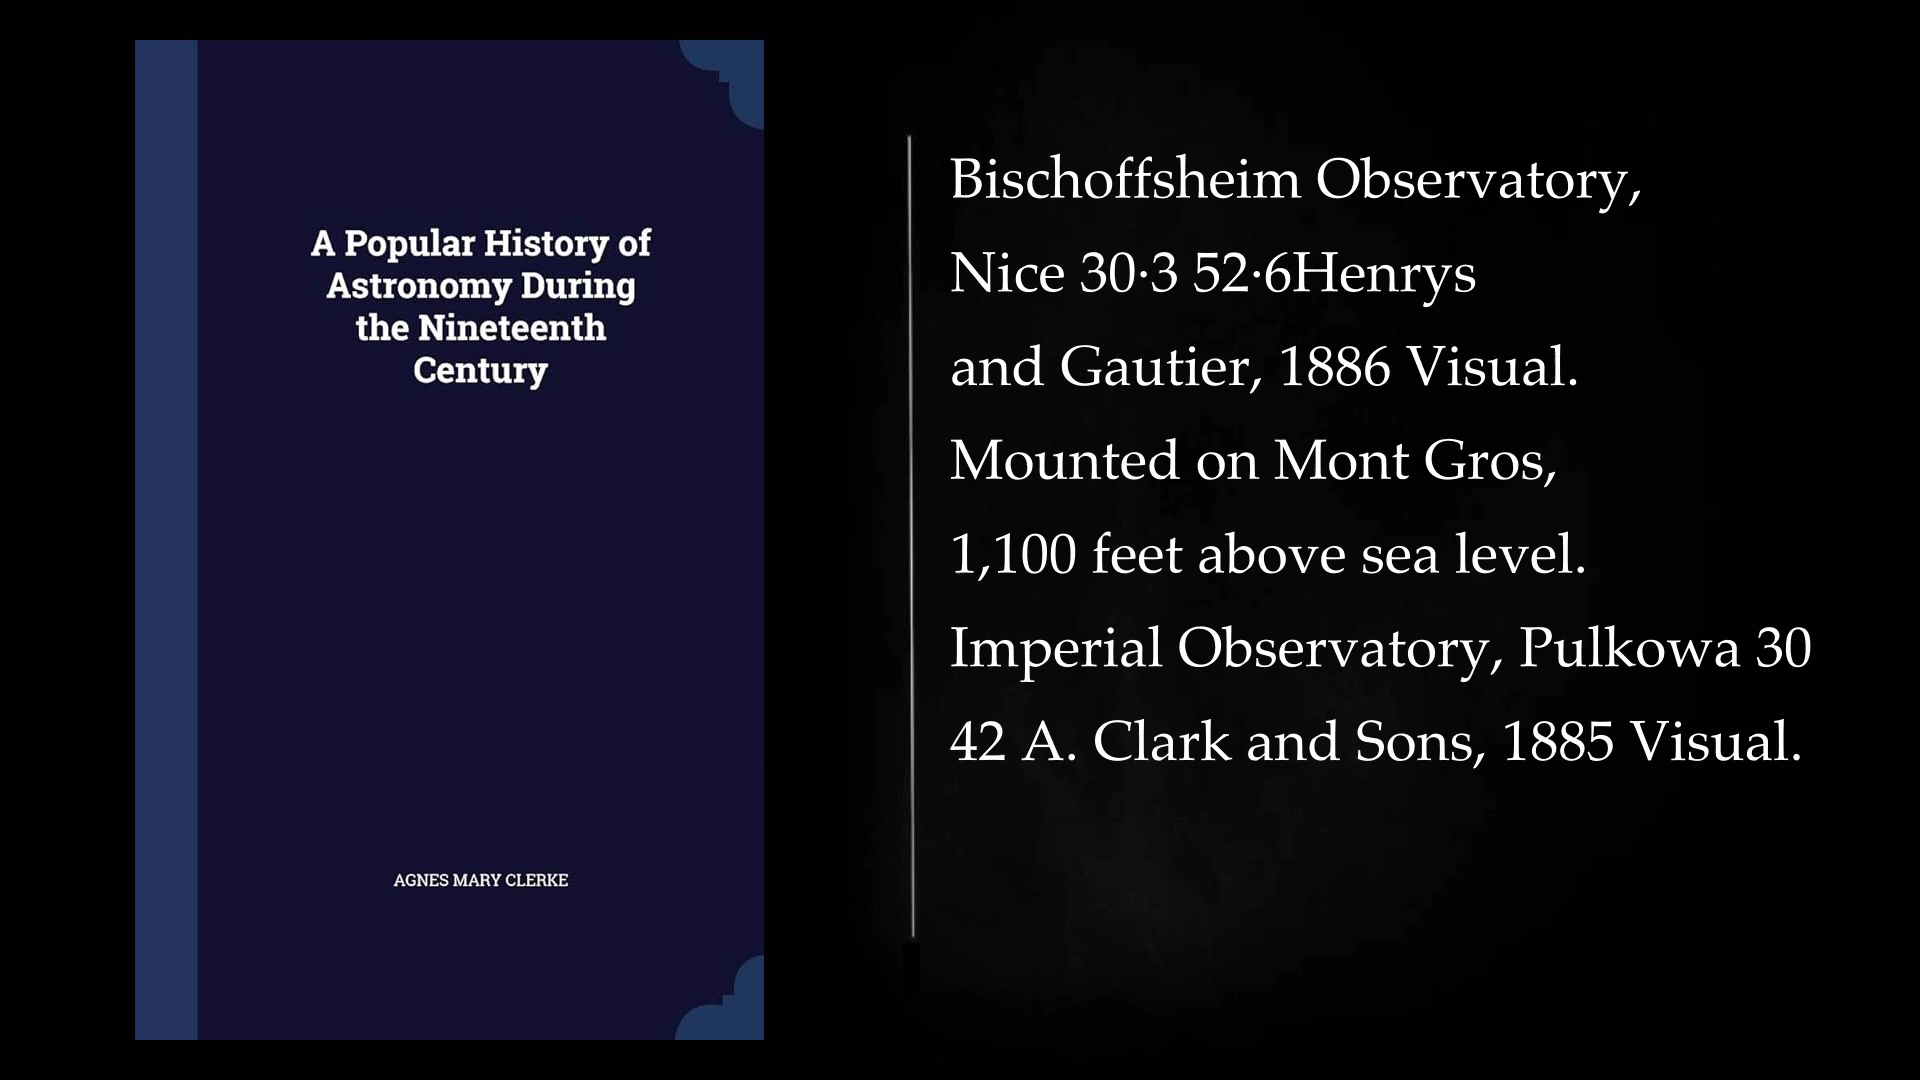 A Popular History of
Astronomy During
the Nineteenth
Century
AGNES MARY CLERKE
Bischoffsheim Observatory,
Nice 30·3 52·6Henrys
and Gautier, 1886 Visual.
Mounted on Mont Gros,
1,100 feet above sea level.
Imperial Observatory, Pulkowa 30
42 A. Clark and Sons, 1885 Visual.